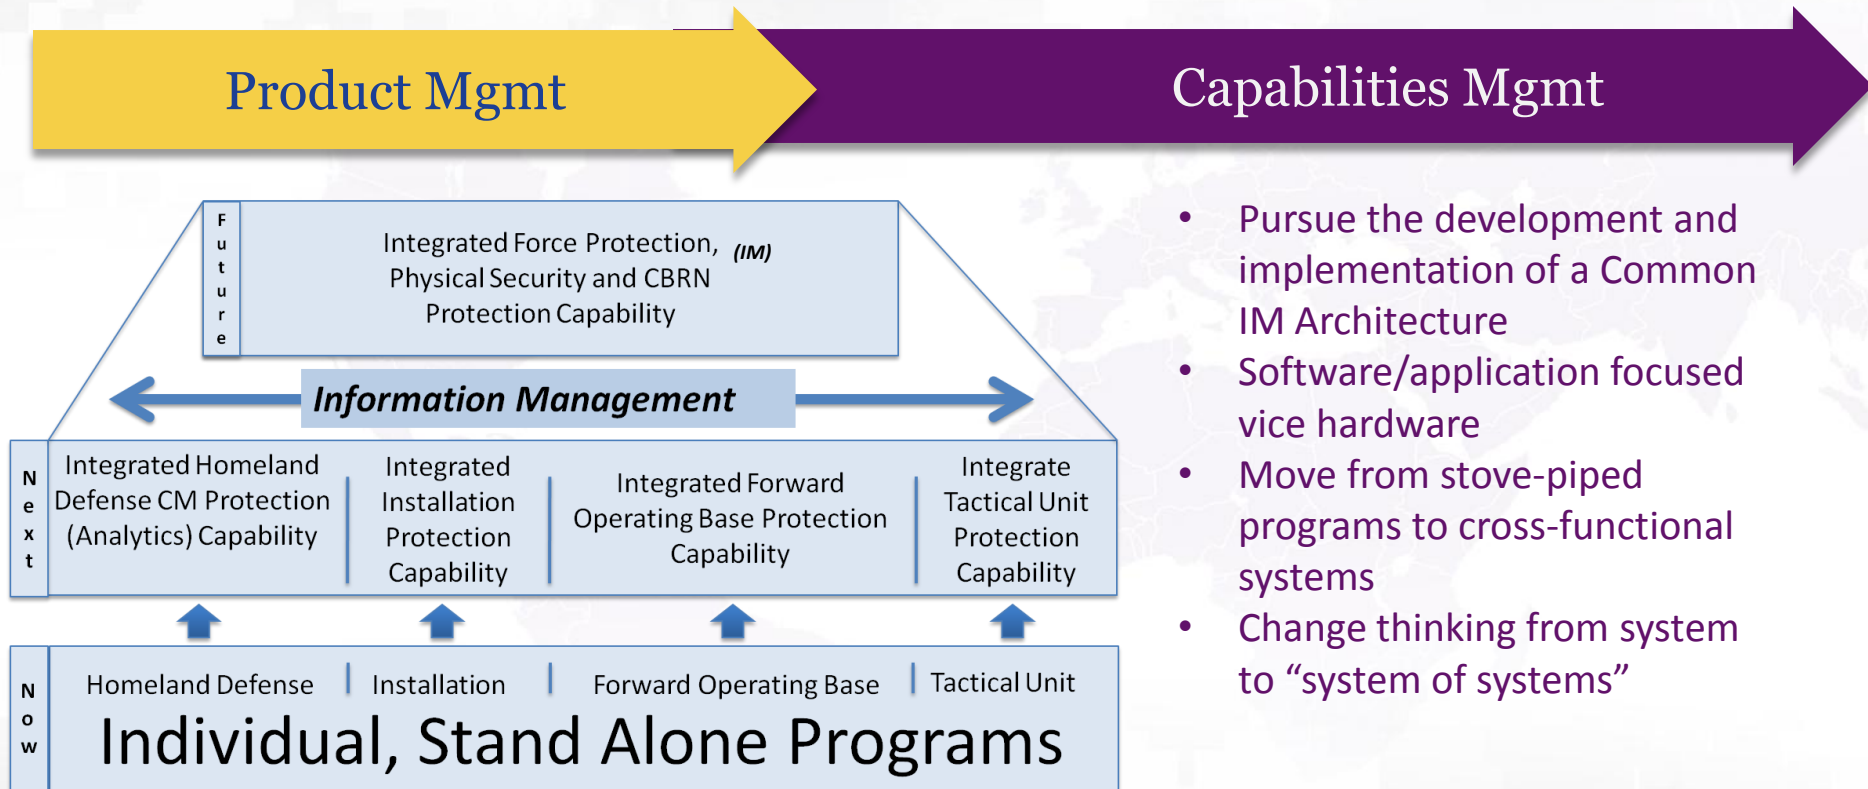 Product Mgmt
Capabilities Mgmt
Future
Integrated Force Protection, (IM)
Physical Security and CBRN
Protection Capability
Information Management
Next
Integrated Homeland
Defense CM Protection
(Analytics) Capability
Integrated
Installation
Protection
Capability
Integrated Forward
Operating Base Protection
Capability
Integrate
Tactical Unit
Protection
Capability
Now
Homeland Defense
Installation
Forward Operating Base
Tactical Unit
Individual, Stand Alone Programs
• Pursue the development and
implementation of a Common
IM Architecture
• Software/application focused
vice hardware
• Move from stove-piped
programs to cross-functional
systems
• Change thinking from system
to “system of systems”